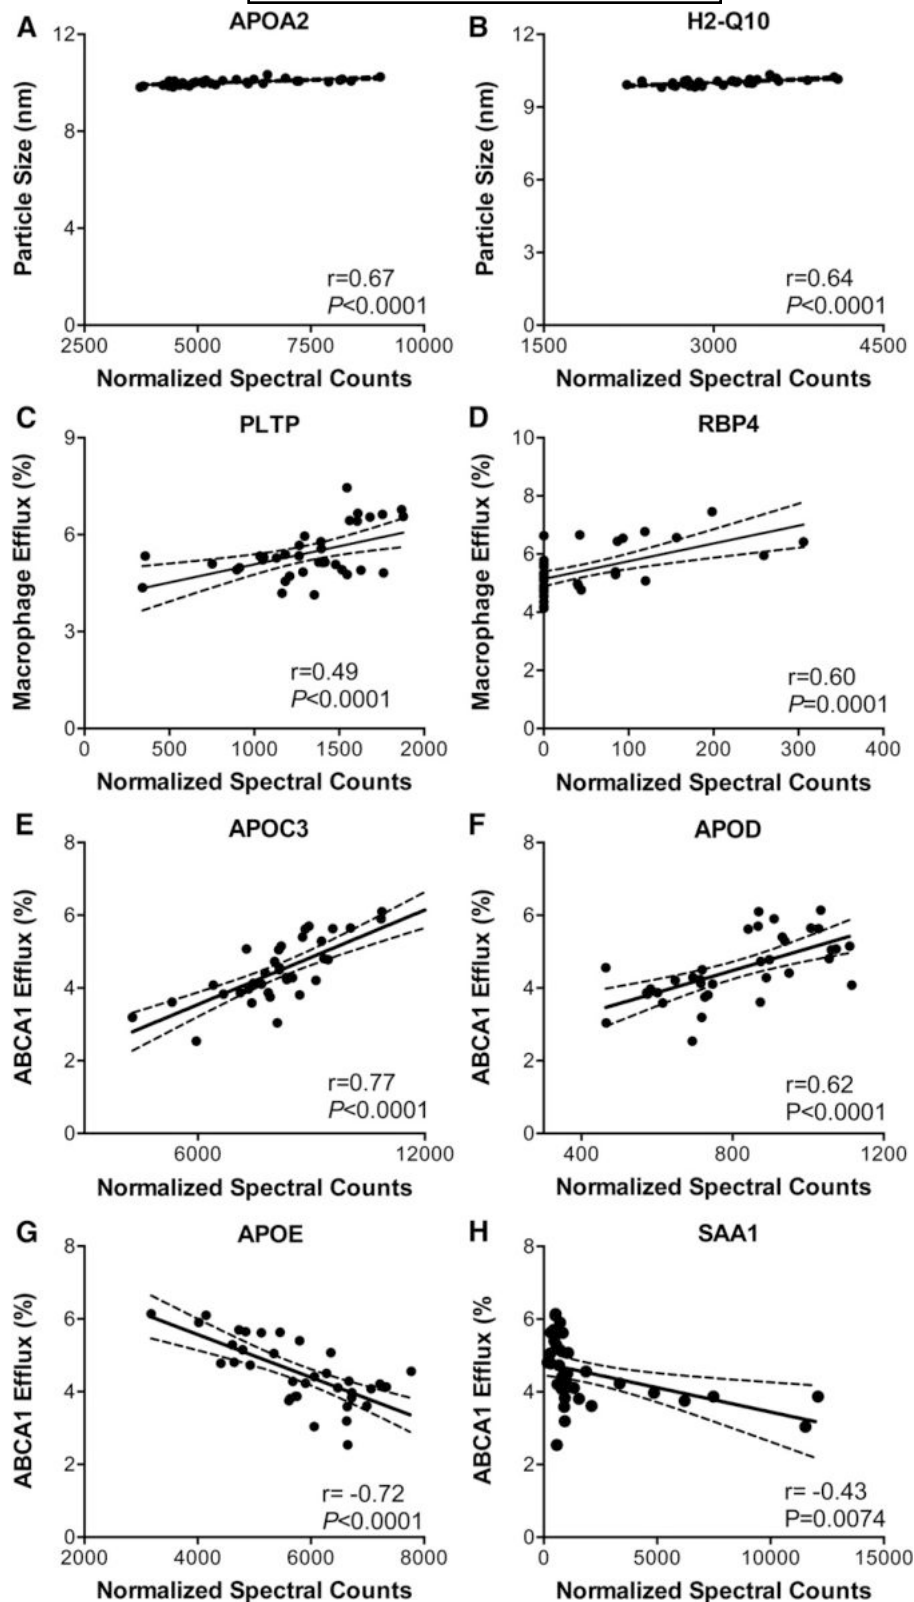 A APOA2
12
8
4
0
Particle Size (nm)
r=0.67
P<0.0001
2500 5000 7500 10000
Normalized Spectral Counts
B H2-Q10
12
9
6
3
0
Particle Size (nm)
r=0.64
P<0.0001
1500 3000 4500
Normalized Spectral Counts
C PLTP
9
6
3
0
Macrophage Efflux (%)
r=0.49
P<0.0001
0 500 1000 1500 2000
Normalized Spectral Counts
D RBP4
10
8
6
4
2
0
Macrophage Efflux (%)
r=0.60
P=0.0001
0 100 200 300 400
Normalized Spectral Counts
E APOC3
8
6
4
2
0
ABCA1 Efflux (%)
r=0.77
P<0.0001
6000 12000
Normalized Spectral Counts
F APOD
8
6
4
2
0
ABCA1 Efflux (%)
r=0.62
P<0.0001
400 800 1200
Normalized Spectral Counts
G APOE
8
6
4
2
0
ABCA1 Efflux (%)
r= -0.72
P<0.0001
2000 4000 6000 8000
Normalized Spectral Counts
H SAA1
8
6
4
2
0
ABCA1 Efflux (%
r= -0.43
P=0.0074
0 5000 10000 15000
Normalized Spectral Counts